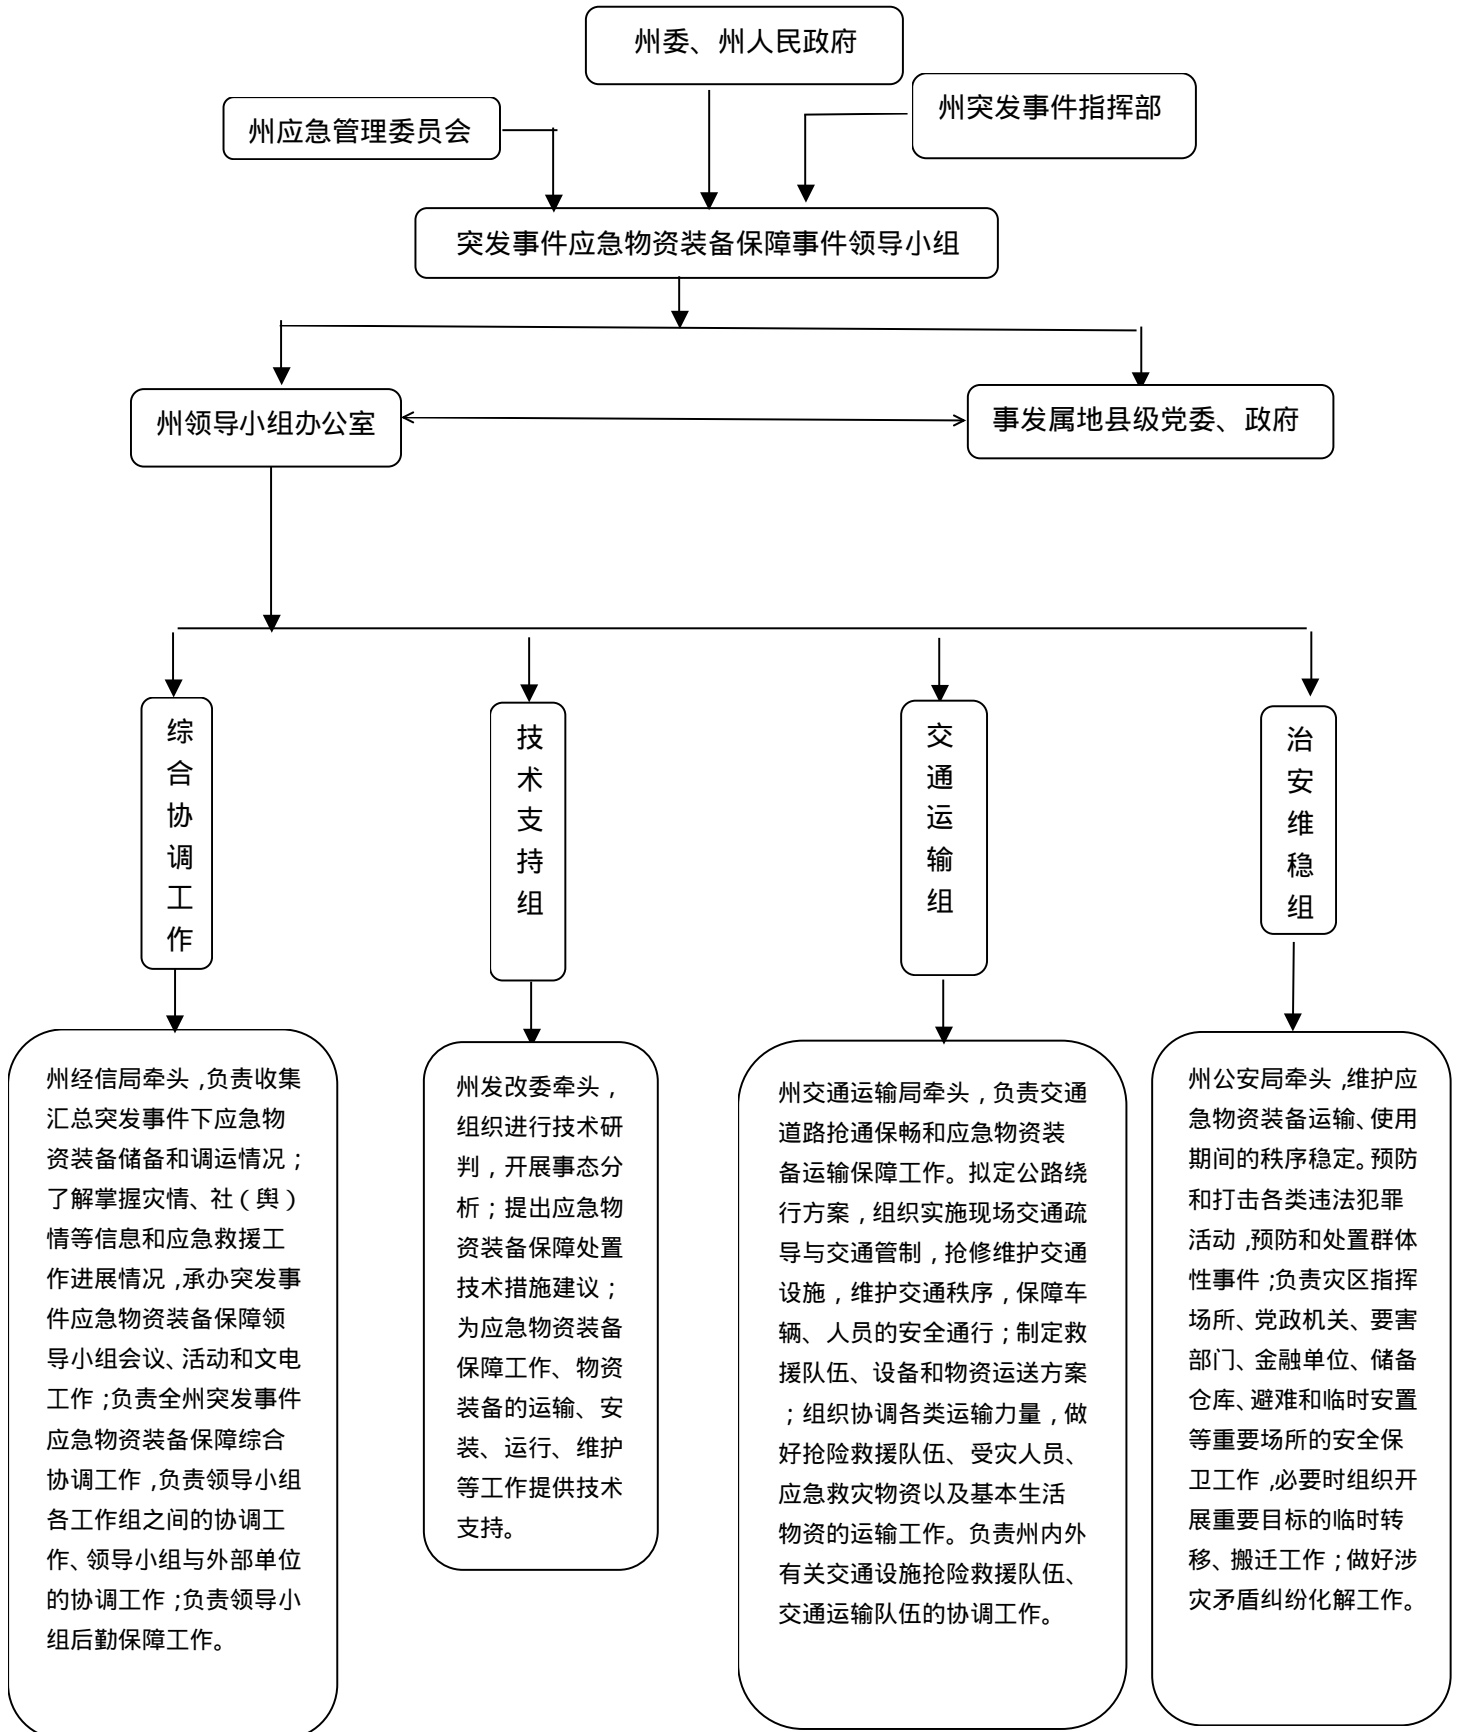 州委、州人民政府
州突发事件指挥部
州应急管理委员会
突发事件应急物资装备保障事件领导小组
州领导小组办公室
事发属地县级党委、政府
综合协调工作
技术支持组
交通运输组
治安维稳组
州经信局牵头,负责收集
汇总突发事件下应急物
资装备储备和调运情况；
了解掌握灾情、社（舆）
情等信息和应急救援工
作进展情况,承办突发事
件应急物资装备保障领
导小组会议、活动和文电
工作;负责全州突发事件
应急物资装备保障综合
协调工作,负责领导小组
各工作组之间的协调工
作、领导小组与外部单位
的协调工作;负责领导小
组后勤保障工作。
州发改委牵头，
组织进行技术研
判，开展事态分
析；提出应急物
资装备保障处置
技术措施建议；
为应急物资装备
保障工作、物资
装备的运输、安
装、运行、维护
等工作提供技术
支持。
州交通运输局牵头，负责交通
道路抢通保畅和应急物资装
备运输保障工作。拟定公路绕
行方案，组织实施现场交通疏
导与交通管制，抢修维护交通
设施，维护交通秩序，保障车
辆、人员的安全通行；制定救
援队伍、设备和物资运送方案
；组织协调各类运输力量，做
好抢险救援队伍、受灾人员、
应急救灾物资以及基本生活
物资的运输工作。负责州内外
有关交通设施抢险救援队伍、
交通运输队伍的协调工作。
州公安局牵头,维护应
急物资装备运输、使用
期间的秩序稳定。预防
和打击各类违法犯罪
活动,预防和处置群体
性事件;负责灾区指挥
场所、党政机关、要害
部门、金融单位、储备
仓库、避难和临时安置
等重要场所的安全保
卫工作,必要时组织开
展重要目标的临时转
移、搬迁工作;做好涉
灾矛盾纠纷化解工作。